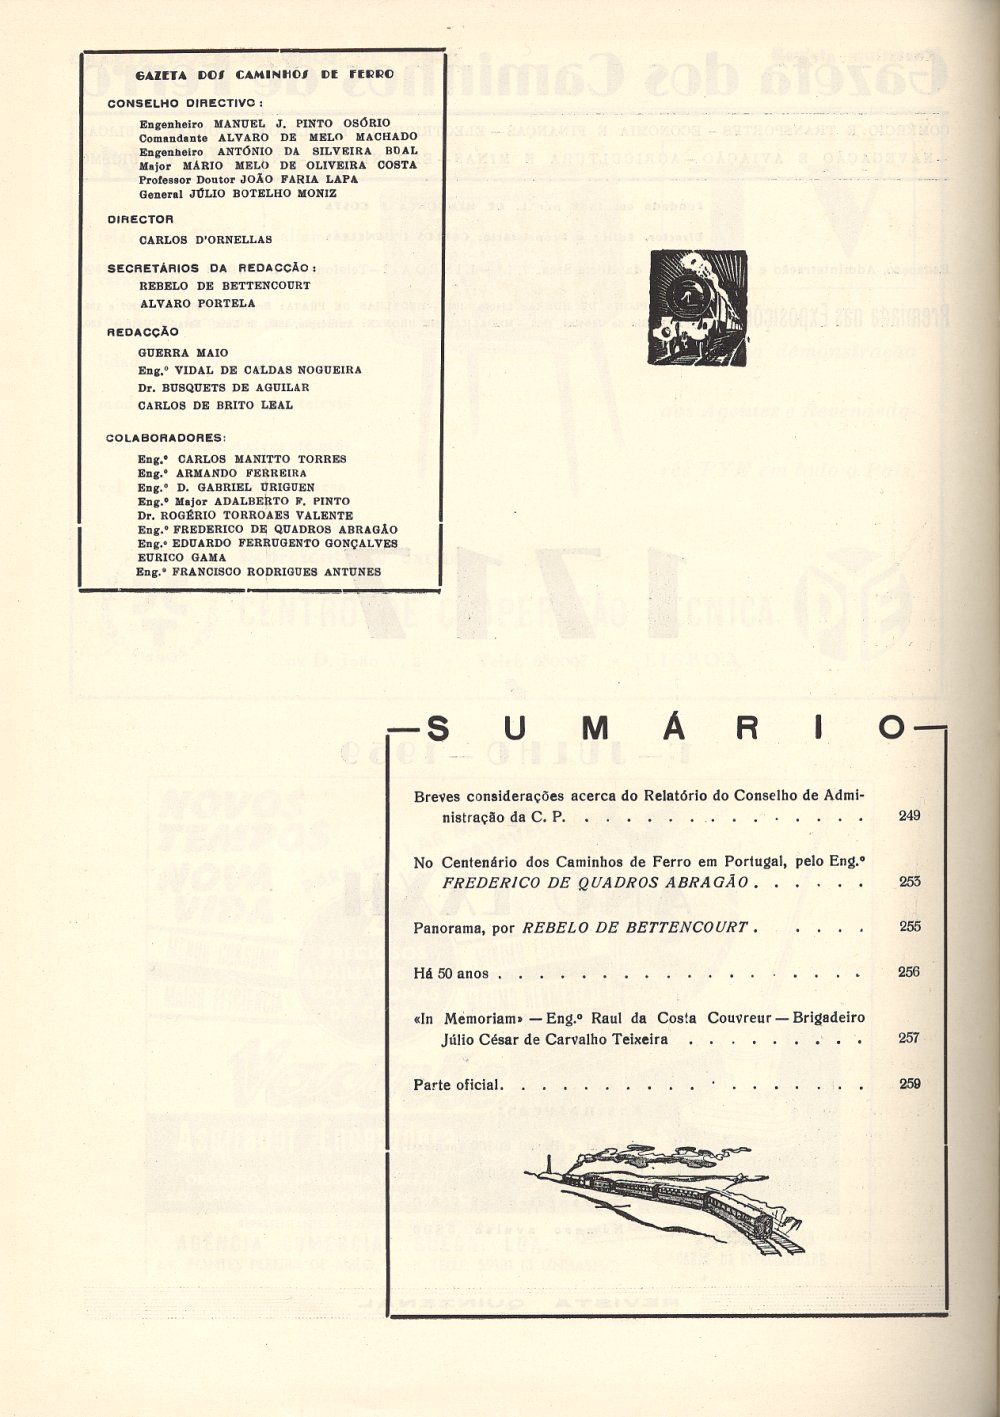 GAZETA DOS CAMINHOS DE FERRO
CONSELHO DIRECTIVO:
Engenheiro MANUEL J. PINTO OSÓRIO
Comandante ALVARO DE MELO MACHADO
Engenheiro ANTÓNIO DA SILVEIRA BUAL
Major MÁRIO MELO DE OLIVEIRA COSTA
Professor Doutor JOÃO FARIA LAPA
General JÚLIO BOTELHO MONIZ
DIRECTOR
CARLOS D'ORNELLAS
SECRETÁRIOS DA REDACÇÃO:
REBELO DE BETTENCOURT
ALVARO PORTELA
REDACÇÃO
GUERRA MAIO
Eng.º VIDAL DE CALDAS NOGUEIRA
Dr. BUSQUETS DE AGUILAR
CARLOS DE BRITO LEAL
COLABORADORES:
Eng.º CARLOS MANITTO TORRES
Eng.º ARMANDO FERREIRA
Eng.º D. GABRIEL URIGUEN
Eng.º Major ADALBERTO F. PINTO
Dr. ROGÉRIO TORROAES VALENTE
Eng.º FREDERICO DE QUADROS ABRAGÃO
Eng.º EDUARDO FERRUGENTO GONÇALVES
EURICO GAMA
Eng.º FRANCISCO RODRIGUES ANTUNES
SUMÁRIO
Breves considerações acerca do Relatório do Conselho de Admi-
nistração da C. P. . . . . . . . . . . . . . . 249
No Centenário dos Caminhos de Ferro em Portugal, pelo Eng.º
FREDERICO DE QUADROS ABRAGÃO . . . . . . 253
Panorama, por REBELO DE BETTENCOURT . . . . . 255
Há 50 anos . . . . . . . . . . . . . . . . . . 256
«In Memoriam» — Eng.º Raul da Costa Couvreur — Brigadeiro
Júlio César de Carvalho Teixeira . . . . . . . . . 257
Parte oficial. . . . . . . . . . . . . . . . . . 259